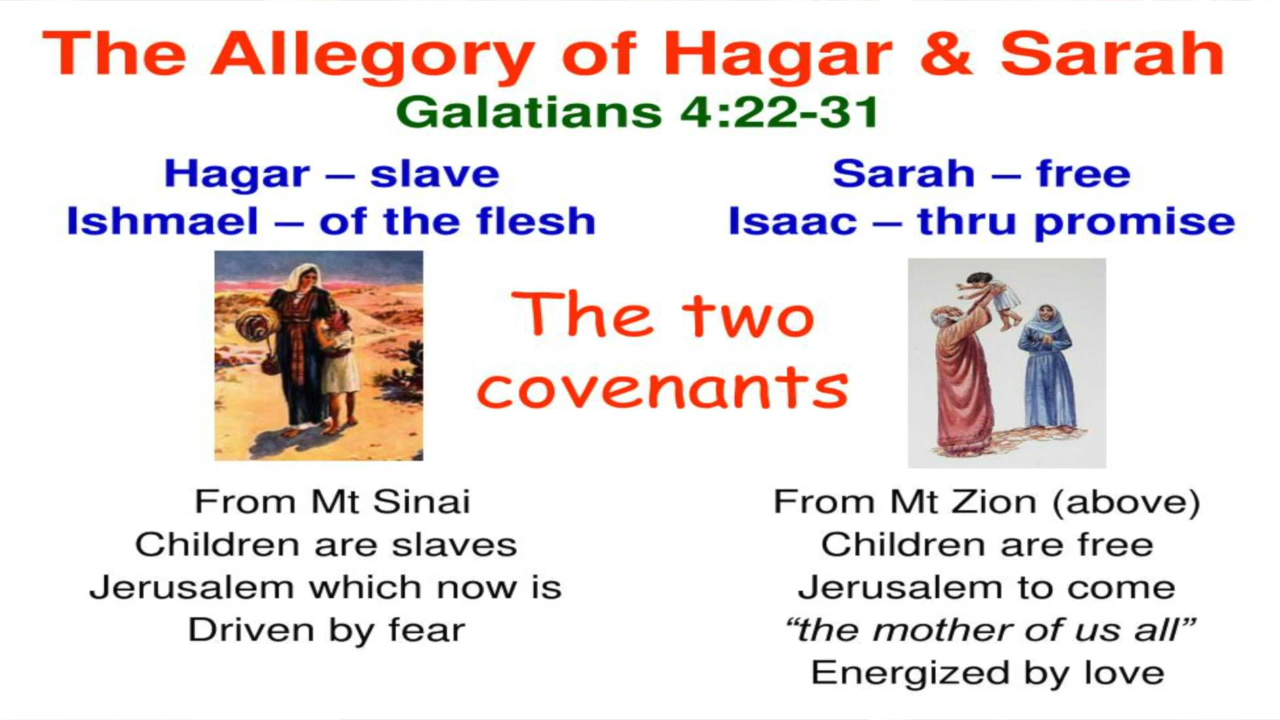 The Allegory of Hagar & Sarah
Galatians 4:22-31
Hagar – slave
Ishmael – of the flesh
Sarah – free
Isaac – thru promise
The two
covenants
From Mt Sinai
Children are slaves
Jerusalem which now is
Driven by fear
From Mt Zion (above)
Children are free
Jerusalem to come
“the mother of us all”
Energized by love